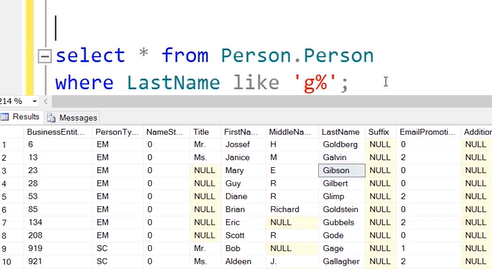 select * from Person.Person
where LastName like 'g%';
214 %
Results Messages
BusinessEntit... PersonTy... NameSt... Title FirstNa... MiddleNa... LastName Suffix EmailPromoti... Addition
1 6 EM 0 Mr. Jossef H Goldberg NULL 0 NULL
2 13 EM 0 Ms. Janice M Galvin NULL 2 NULL
3 23 EM 0 NULL Mary E Gibson NULL 0 NULL
4 28 EM 0 NULL Guy R Gilbert NULL 0 NULL
5 53 EM 0 NULL Diane R Glimp NULL 2 NULL
6 85 EM 0 NULL Brian Richard Goldstein NULL 0 NULL
7 134 EM 0 NULL Eric NULL Gubbels NULL 2 NULL
8 208 EM 0 NULL Scott R Gode NULL 0 NULL
9 919 SC 0 Mr. Bob NULL Gage NULL 1 NULL
10 921 SC 0 Ms. Aldeen J. Gallagher NULL 2 NULL